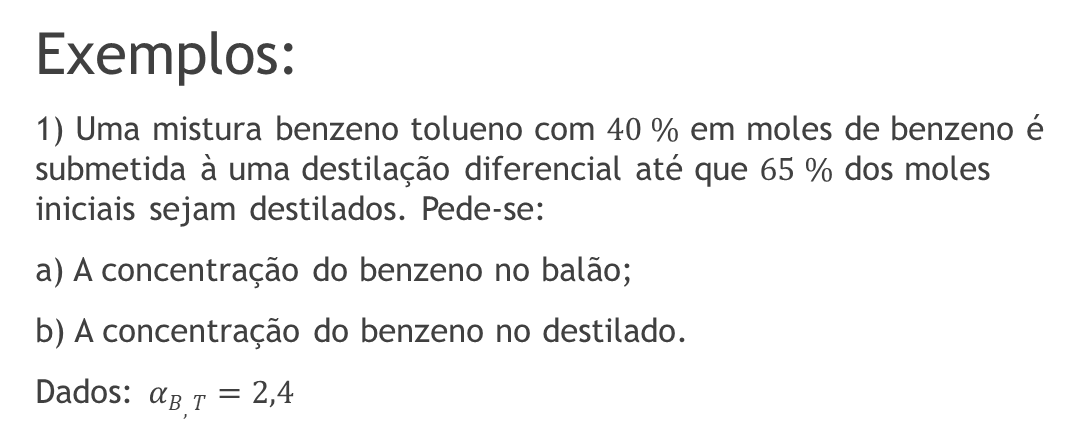 Exemplos:
1) Uma mistura benzeno tolueno com 40 % em moles de benzeno é
submetida à uma destilação diferencial até que 65 % dos moles
iniciais sejam destilados. Pede-se:
a) A concentração do benzeno no balão;
b) A concentração do benzeno no destilado.
Dados: α_{B, T} = 2,4